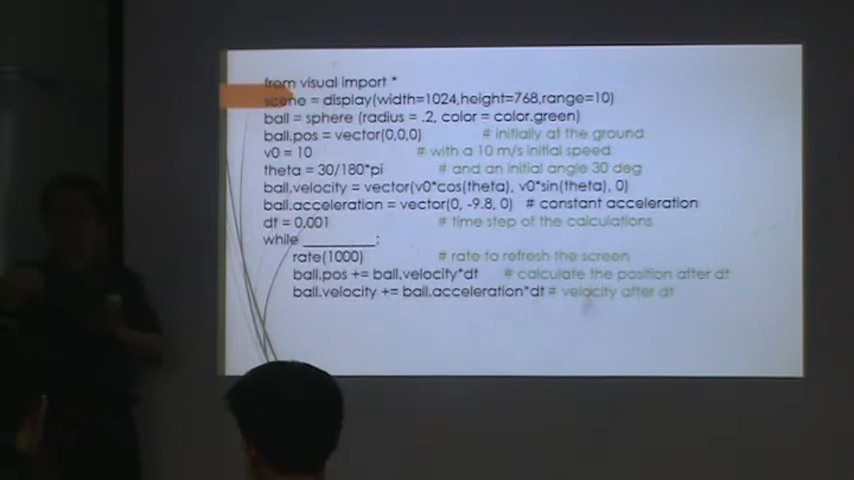 from visual import *
scene = display(width=1024,height=768,range=10)
ball = sphere (radius = .2, color = color.green)
ball.pos = vector(0,0,0) # initially at the ground
v0 = 10 # with a 10 m/s initial speed
theta = 30/180*pi # and an initial angle 30 deg
ball.velocity = vector(v0*cos(theta), v0*sin(theta), 0)
ball.acceleration = vector(0, -9.8, 0) # constant acceleration
dt = 0.001 # time step of the calculations
while ________:
rate(1000) # rate to refresh the screen
ball.pos += ball.velocity*dt # calculate the position after dt
ball.velocity += ball.acceleration*dt # velocity after dt